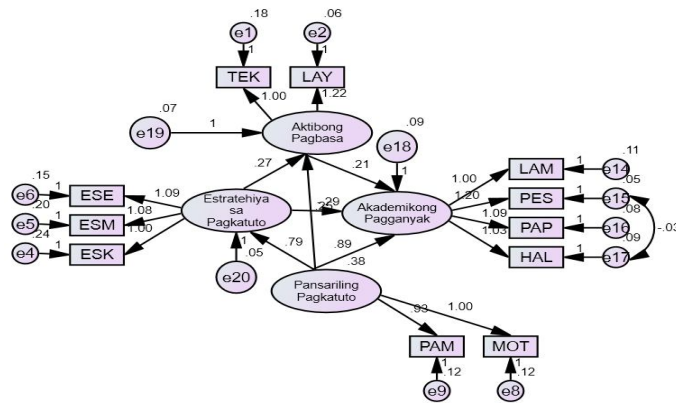 .18
.06
e1
e2
1
1
TEK
LAY
.07
1.00
1.22
.09
e19
1
Aktibong
Pagbasa
e18
.11
.27
.21
1
LAM
1
e14
.15
1.00
.05
e6
1
ESE
1.09
Estratehiya
sa
Pagkatuto
.29
Akademikong
Pagganyak
1.20
PES
1
e15
.20
.08
e5
1
ESM
1.08
1.09
PAP
1
e16
-.03
.24
1.00
1.03
.09
e4
1
ESK
1
.79
.89
HAL
1
e17
.05
.38
e20
Pansariling
Pagkatuto
.93
1.00
PAM
MOT
1
1
.12
.12
e9
e8